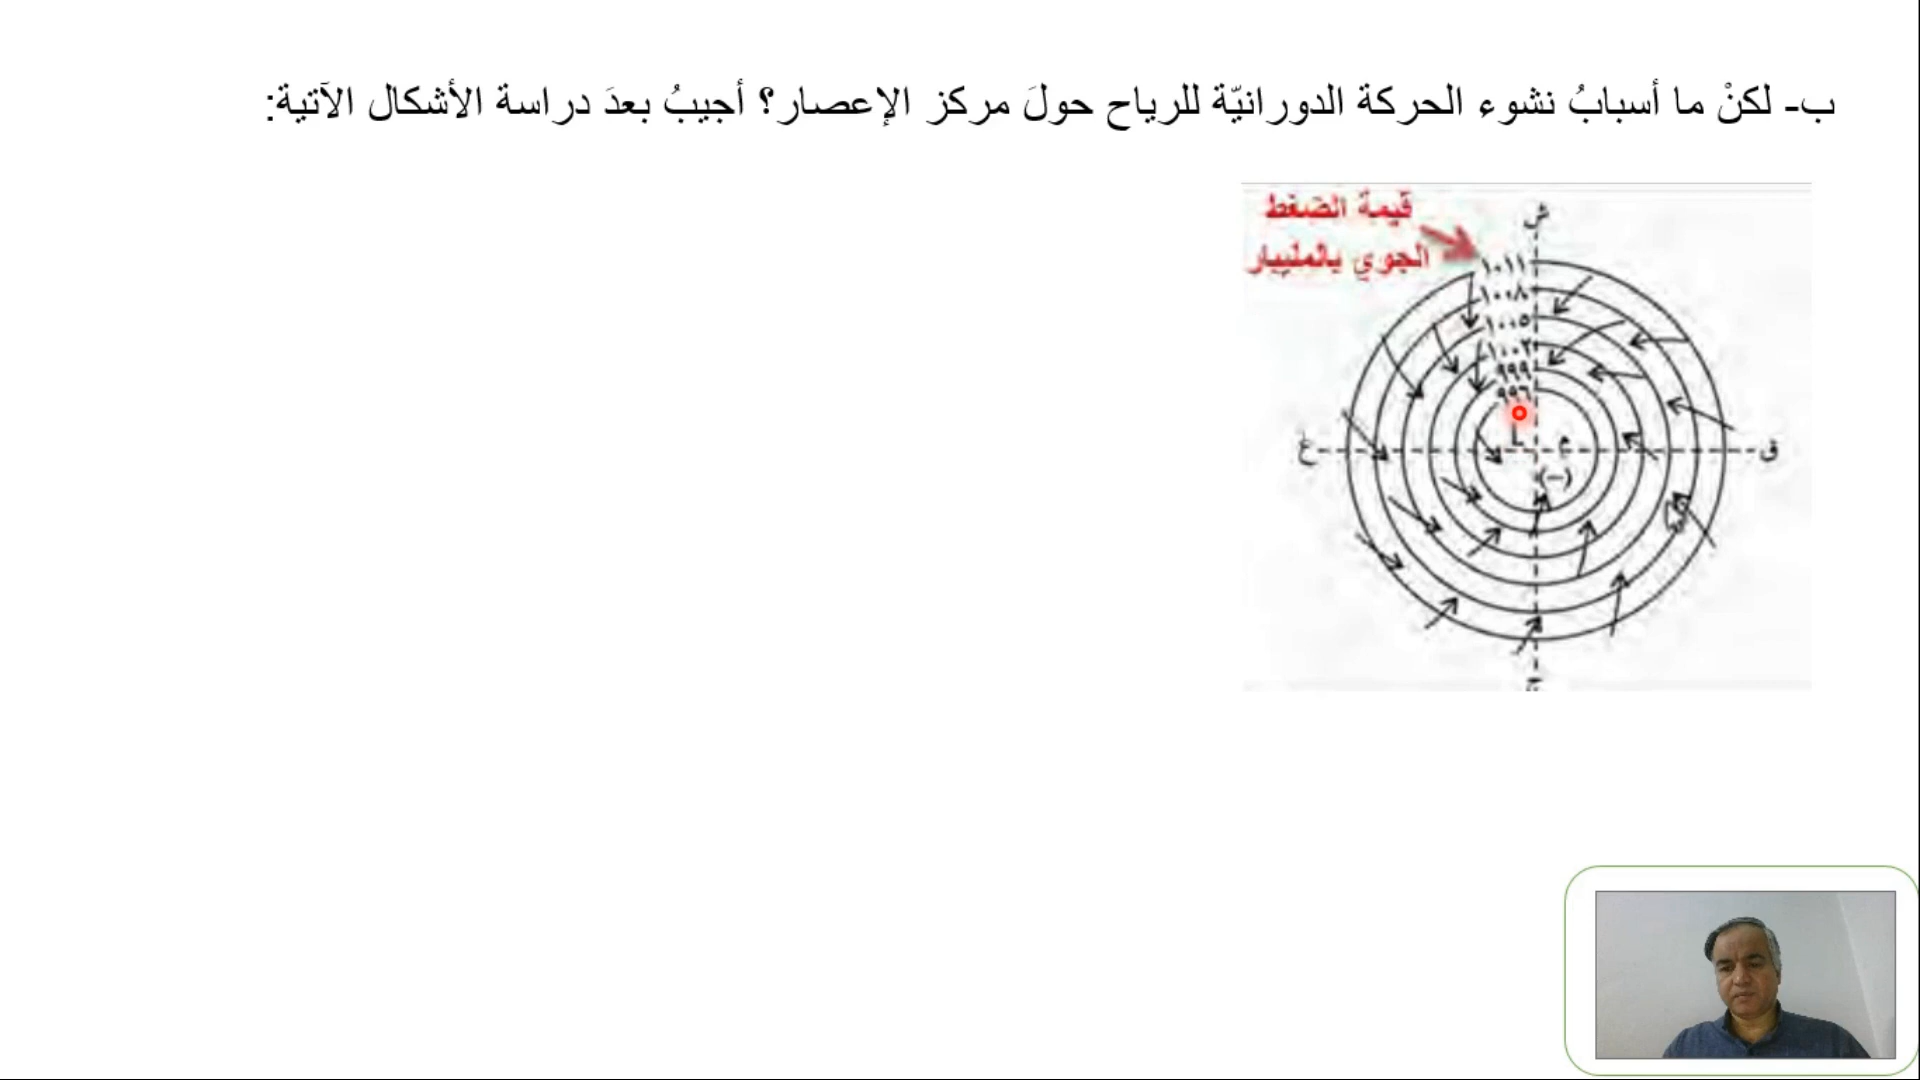 ب- لكنْ ما أسبابُ نشوء الحركة الدورانيّة للرياح حولَ مركز الإعصار؟ أجيبُ بعدَ دراسة الأشكال الآتية:
قيمة الضغط
الجوي بالمليبار
ش
١٠١١
١٠٠٨
١٠٠٥
١٠٠٢
٩٩٩
٩٩٦
L
م
غ
ق
(−)
ج